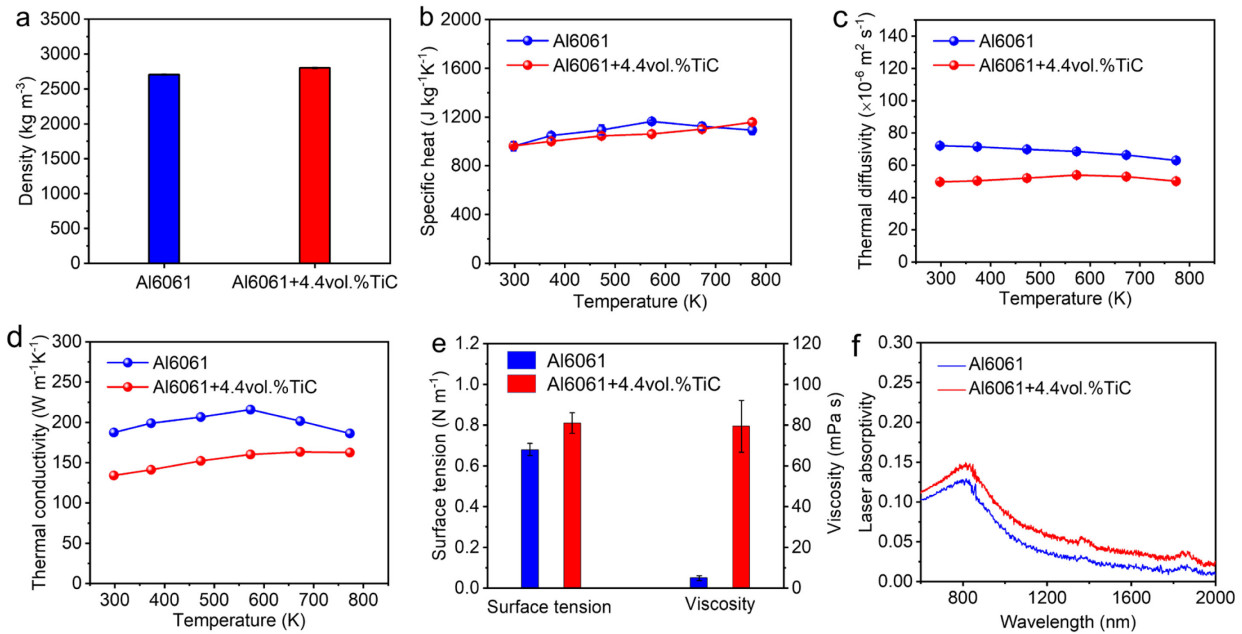 a
Density (kg m⁻³)
3500
3000
2500
2000
1500
1000
500
0
Al6061
Al6061+4.4vol.%TiC
b
Specific heat (J kg⁻¹K⁻¹)
2000
1600
1200
800
400
0
Al6061
Al6061+4.4vol.%TiC
300 400 500 600 700 800
Temperature (K)
c
Thermal diffusivity (×10⁻⁶ m² s⁻¹)
140
120
100
80
60
40
20
0
Al6061
Al6061+4.4vol.%TiC
300 400 500 600 700 800
Temperature (K)
d
Thermal conductivity (W m⁻¹K⁻¹)
300
250
200
150
100
50
0
Al6061
Al6061+4.4vol.%TiC
300 400 500 600 700 800
Temperature (K)
e
Surface tension (N m⁻¹)
1.2
1.0
0.8
0.6
0.4
0.2
0.0
Al6061
Al6061+4.4vol.%TiC
Surface tension
Viscosity
120
100
80
60
40
20
0
Viscosity (mPa s)
f
Laser absorptivity
0.30
0.25
0.20
0.15
0.10
0.05
0.00
Al6061
Al6061+4.4vol.%TiC
800 1200 1600 2000
Wavelength (nm)